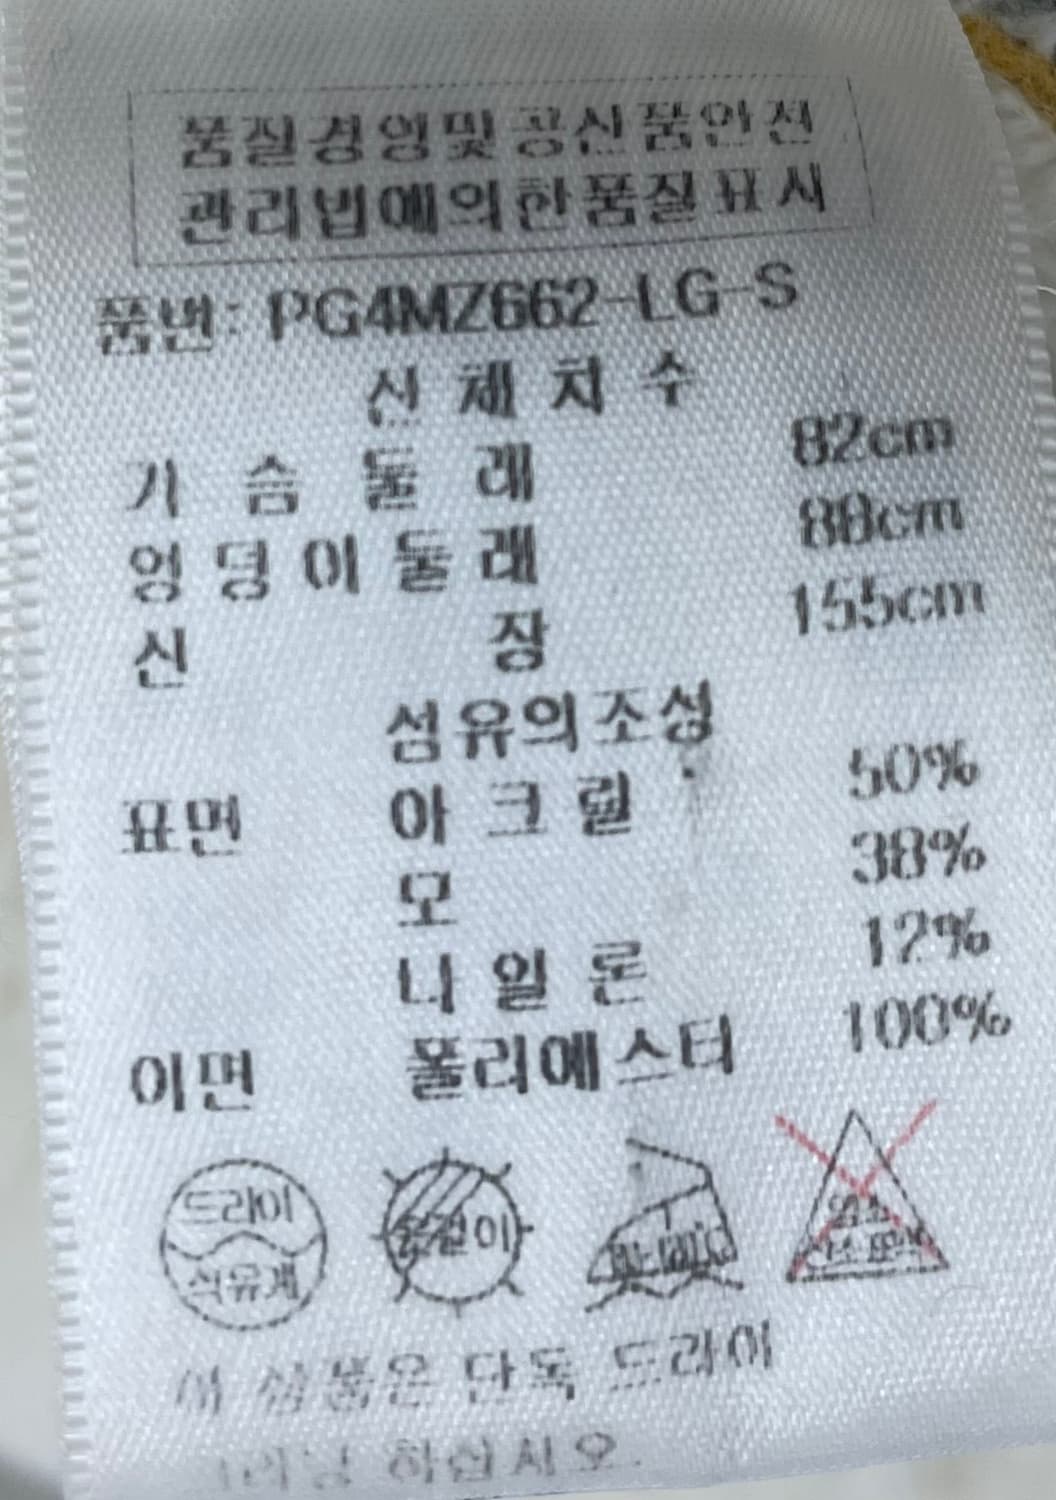 품질경영및공산품안전
관리법에의한품질표시
품번: PG4MZ662-LG-S
신체치수
가슴둘레 82cm
엉덩이둘레 88cm
신장 155cm
섬유의조성
표면 아크릴 50%
모 38%
나일론 12%
이면 폴리에스터 100%
드라이 옷걸이
석유계
이 상품은 단독 드라이
하십시오.